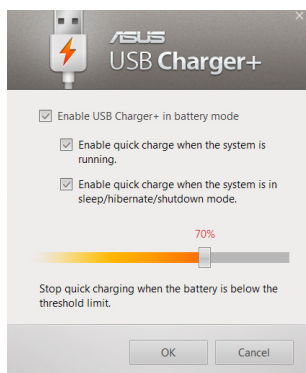 ASUS
USB Charger+
Enable USB Charger+ in battery mode
Enable quick charge when the system is
running.
Enable quick charge when the system is in
sleep/hibernate/shutdown mode.
70%
Stop quick charging when the battery is below the
threshold limit.
OK
Cancel